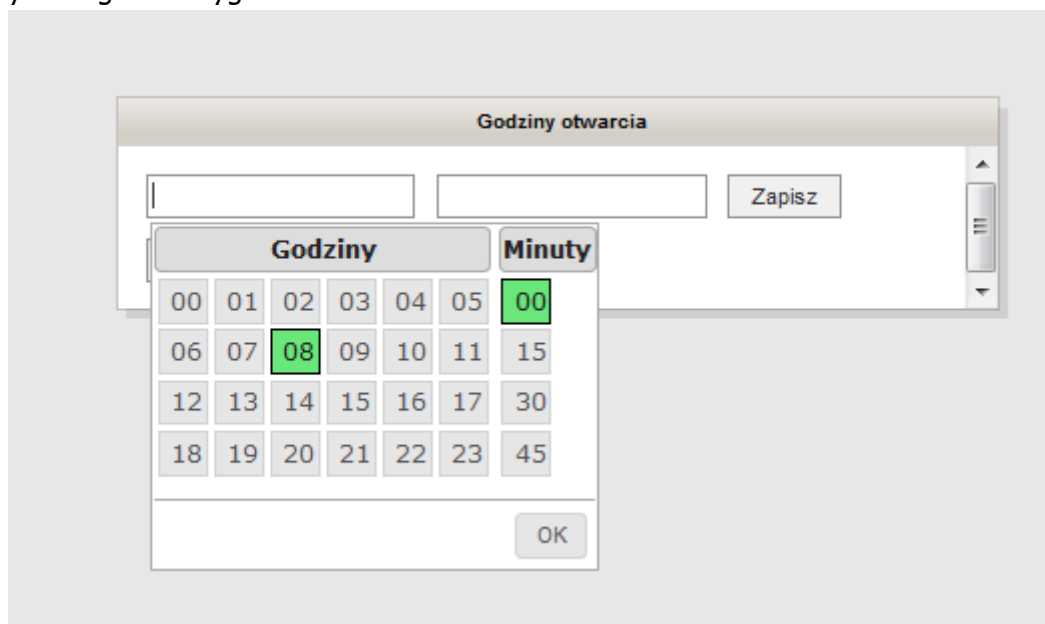 Godziny otwarcia
Zapisz
Godziny Minuty
00 01 02 03 04 05 00
06 07 08 09 10 11 15
12 13 14 15 16 17 30
18 19 20 21 22 23 45
OK